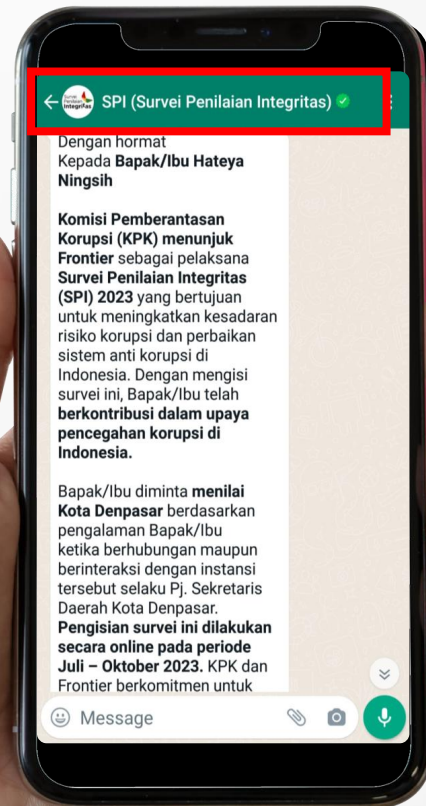 SPI (Survei Penilaian Integritas)
Dengan hormat
Kepada Bapak/Ibu Hateya
Ningsih
Komisi Pemberantasan
Korupsi (KPK) menunjuk
Frontier sebagai pelaksana
Survei Penilaian Integritas
(SPI) 2023 yang bertujuan
untuk meningkatkan kesadaran
risiko korupsi dan perbaikan
sistem anti korupsi di
Indonesia. Dengan mengisi
survei ini, Bapak/Ibu telah
berkontribusi dalam upaya
pencegahan korupsi di
Indonesia.
Bapak/Ibu diminta menilai
Kota Denpasar berdasarkan
pengalaman Bapak/Ibu
ketika berhubungan maupun
berinteraksi dengan instansi
tersebut selaku Pj. Sekretaris
Daerah Kota Denpasar.
Pengisian survei ini dilakukan
secara online pada periode
Juli – Oktober 2023. KPK dan
Frontier berkomitmen untuk
Message